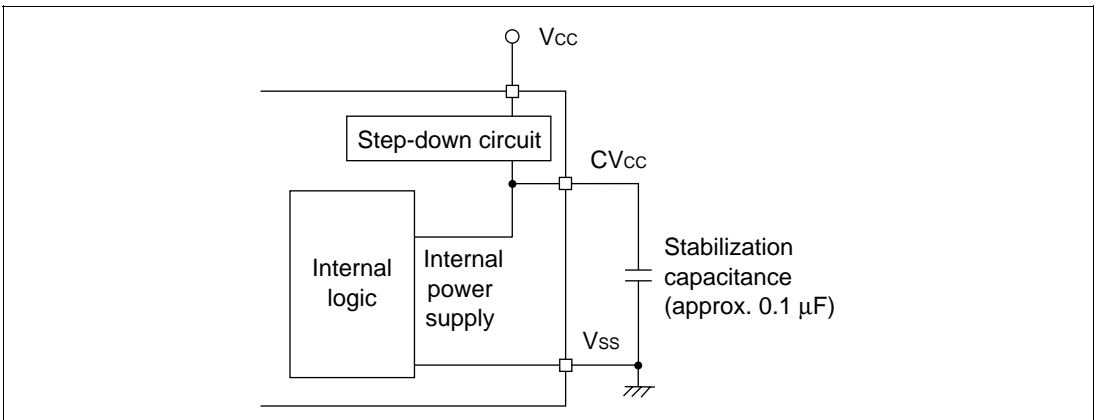 Vcc
Step-down circuit
CVcc
Internal
logic
Internal
power
supply
Stabilization
capacitance
(approx. 0.1 μF)
Vss